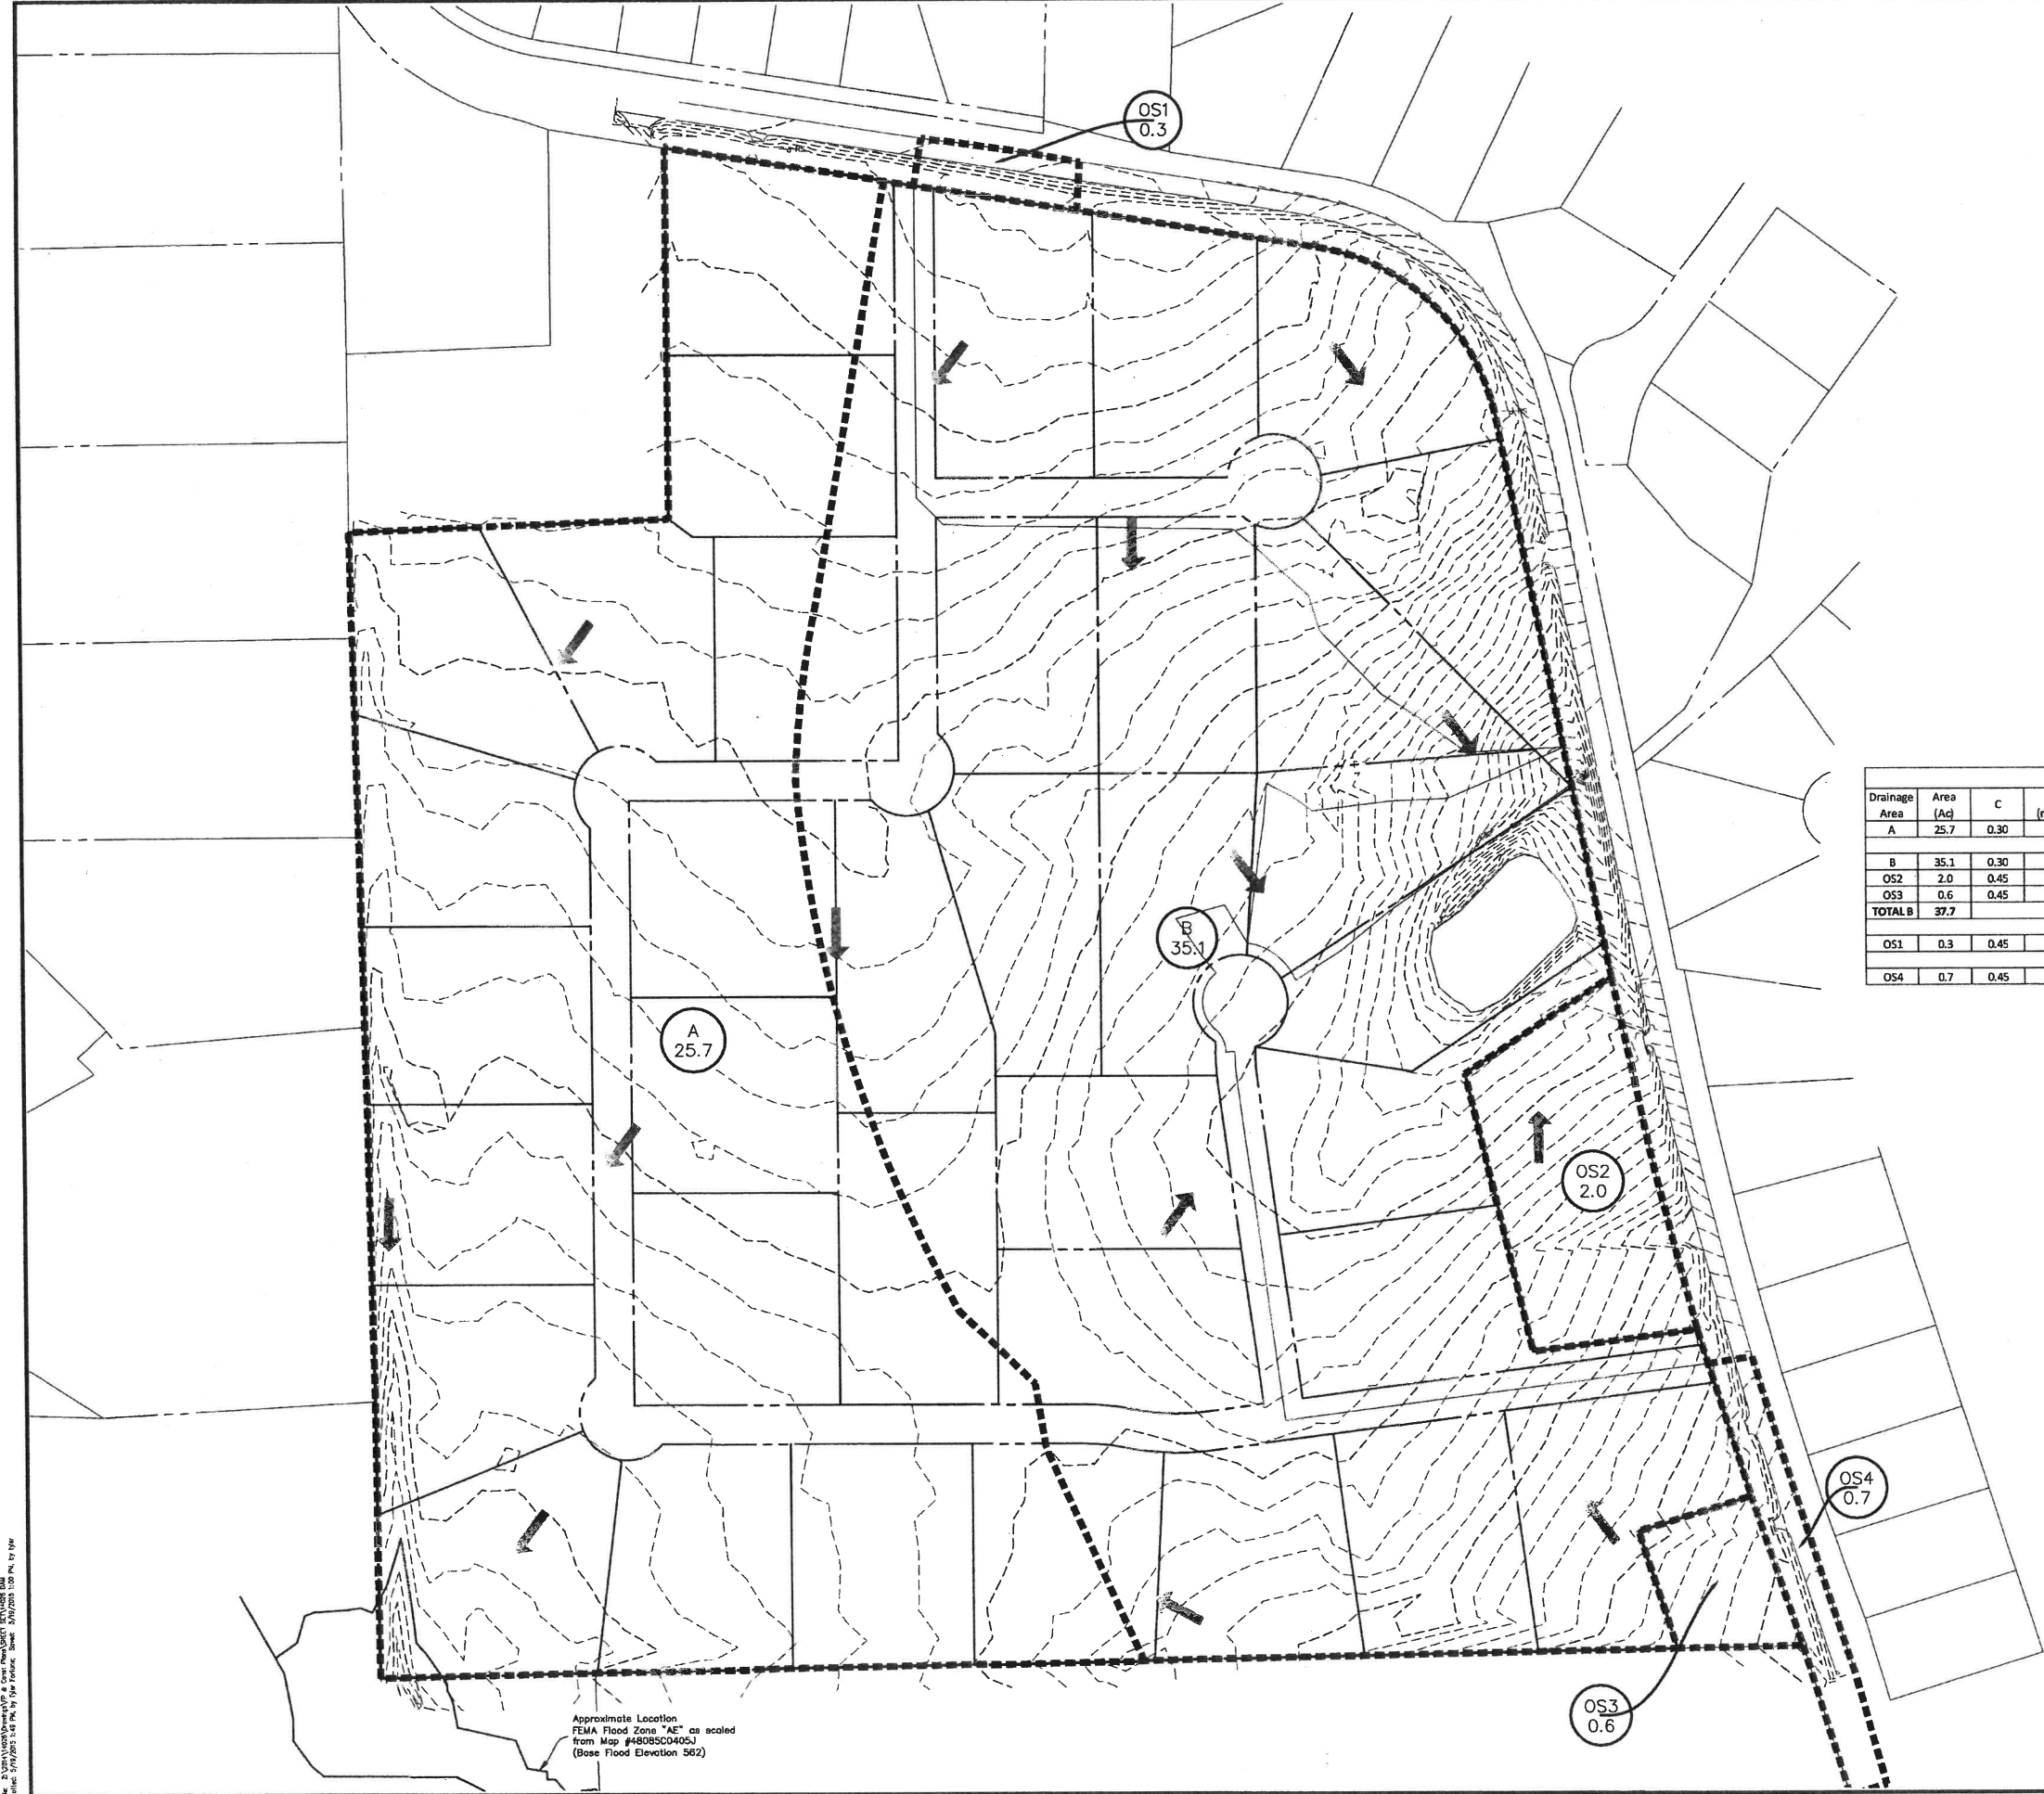 OS1
0.3
Drainage Area | Area (Ac) | C
A | 25.7 | 0.30
B | 35.1 | 0.30
OS2 | 2.0 | 0.45
OS3 | 0.6 | 0.45
TOTAL B | 37.7
OS1 | 0.3 | 0.45
OS4 | 0.7 | 0.45
B
35.1
A
25.7
OS2
2.0
OS4
0.7
OS3
0.6
Approximate Location
FEMA Flood Zone "AE" as scaled
from Map #48085C0405J
(Base Flood Elevation 562)